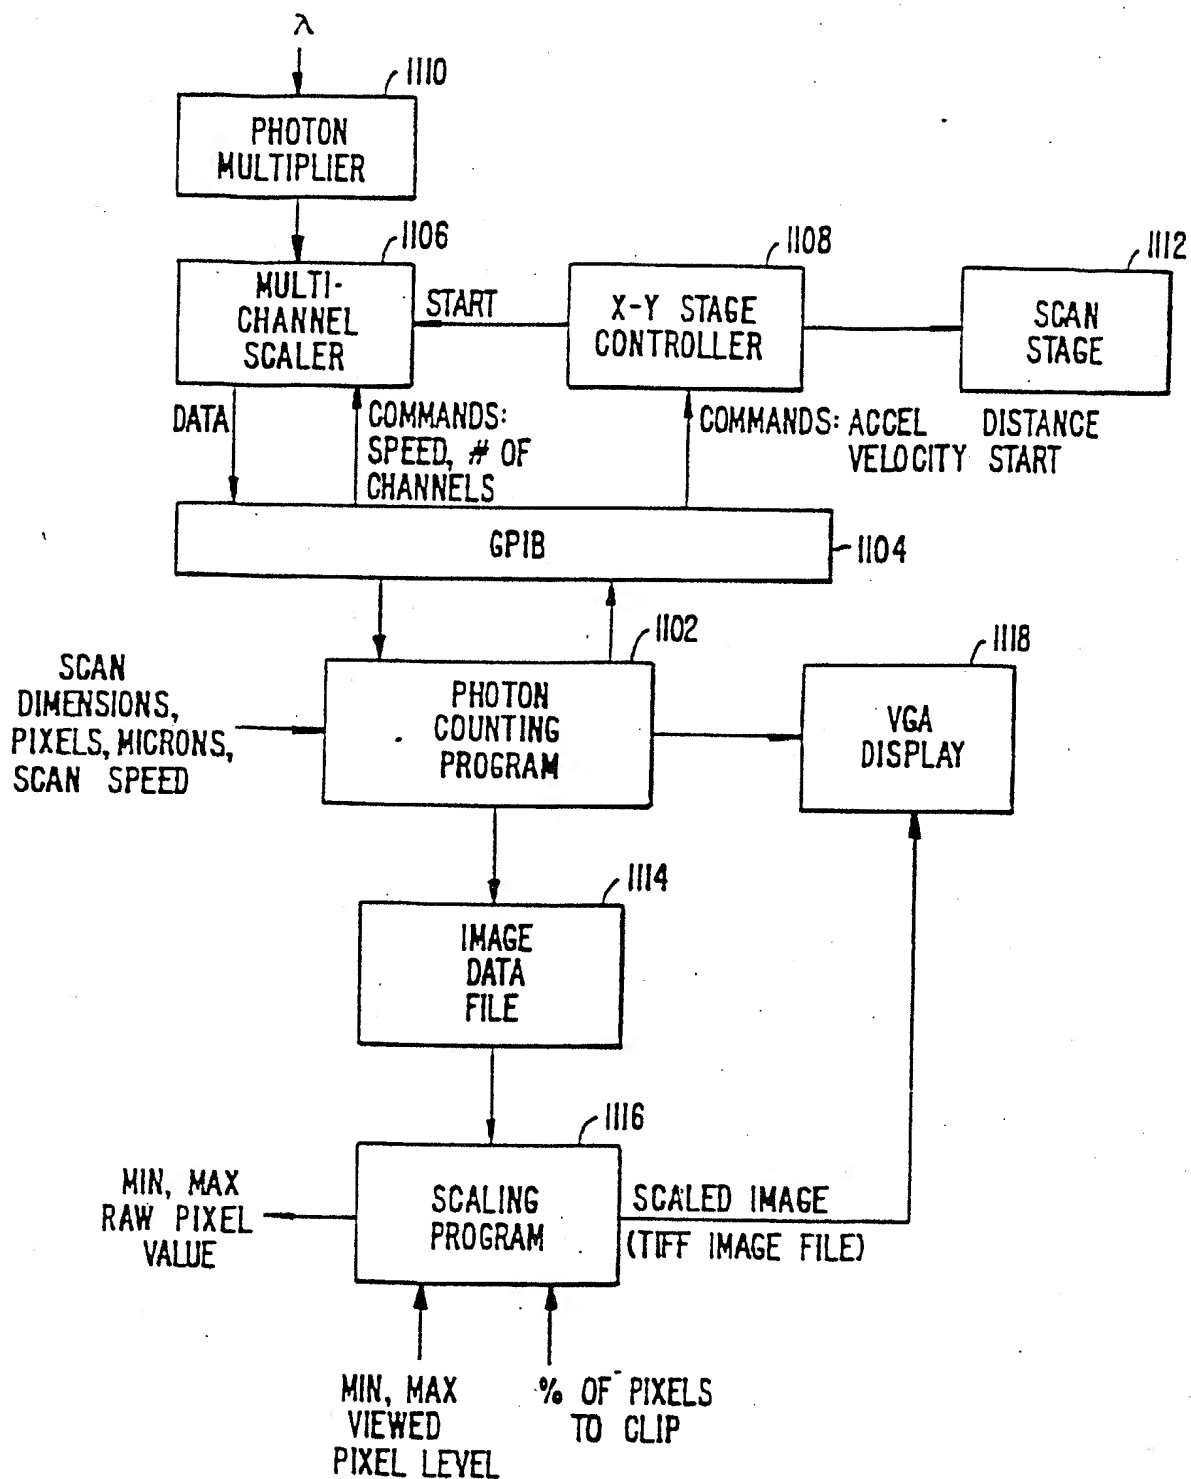 λ
1110
PHOTON
MULTIPLIER
1106
MULTI-
CHANNEL
SCALER
START
1108
X-Y STAGE
CONTROLLER
1112
SCAN
STAGE
DATA
COMMANDS:
SPEED, # OF
CHANNELS
COMMANDS: ACCEL DISTANCE
VELOCITY START
GPIB
1104
1102
PHOTON
COUNTING
PROGRAM
SCAN
DIMENSIONS,
PIXELS, MICRONS,
SCAN SPEED
1118
VGA
DISPLAY
1114
IMAGE
DATA
FILE
1116
SCALING
PROGRAM
MIN, MAX
RAW PIXEL
VALUE
SCALED IMAGE
(TIFF IMAGE FILE)
MIN, MAX
VIEWED
PIXEL LEVEL
% OF PIXELS
TO CLIP